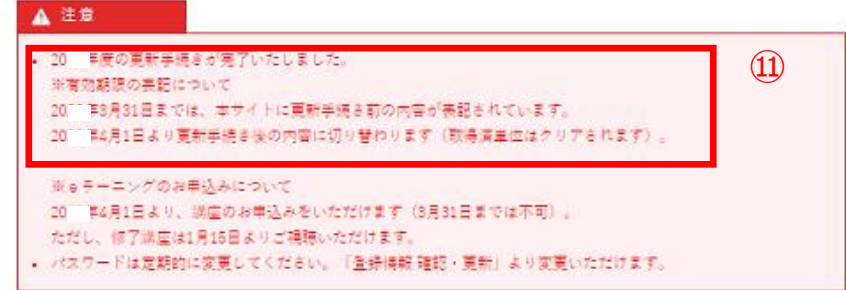 注意
• 20 年度の更新手続きが完了いたしました。
※有効期限の表記について
20 年3月31日までは、本サイトに更新手続き前の内容が表記されています。
20 年4月1日より更新手続き後の内容に切り替わります（取得済単位はクリアされます）。
⑪
※eラーニングのお申込みについて
20 年4月1日より、講座のお申込みをいただけます（3月31日までは不可）。
ただし、修了講座は1月15日よりご視聴いただけます。
• パスワードは定期的に変更してください。「登録情報 確認・更新」より変更いただけます。